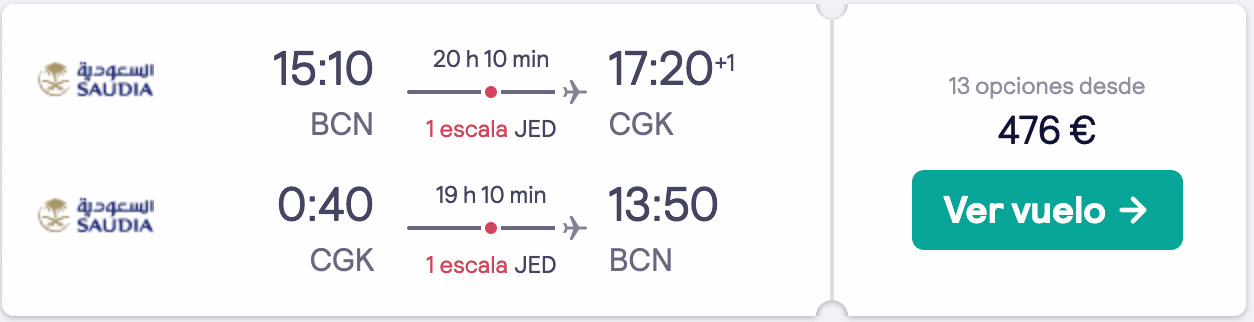 السعودية
SAUDIA
15:10
20 h 10 min
17:20+1
BCN
1 escala JED
CGK
السعودية
SAUDIA
0:40
19 h 10 min
13:50
CGK
1 escala JED
BCN
13 opciones desde
476 €
Ver vuelo →